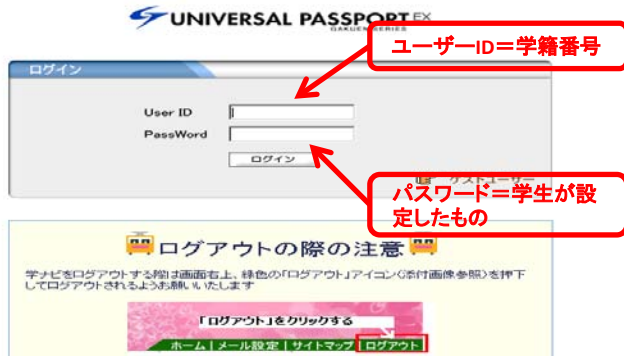 UNIVERSAL PASSPORT EX
GAKUEN SERIES
ユーザーID＝学籍番号
ログイン
User ID
PassWord
ログイン
ゲストユーザー
パスワード＝学生が設
定したもの
ログアウトの際の注意
学ナビをログアウトする際は画面右上、緑色の「ログアウト」アイコン(添付画像参照)を押下
してログアウトされるようお願いいたします
「ログアウト」をクリックする
ホーム | メール設定 | サイトマップ | ログアウト